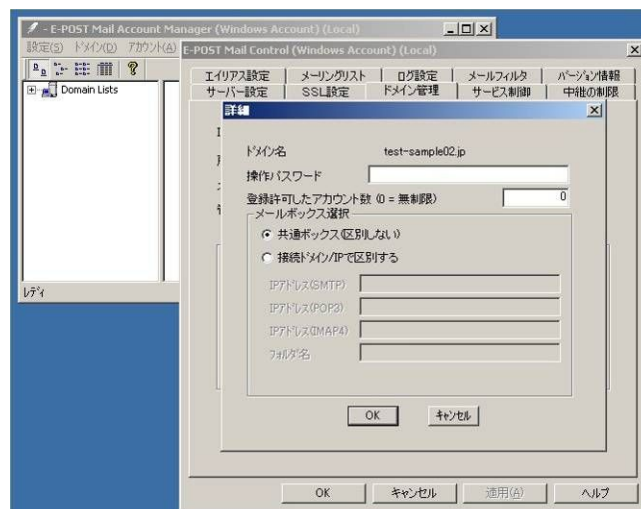 - E-POST Mail Account Manager (Windows Account) (Local)
設定(S) ドメイン(D) アカウント(A)
Domain Lists
レディ
E-POST Mail Control (Windows Account) (Local)
エイリアス設定 メーリングリスト ログ設定 メールフィルタ バージョン情報
サーバー設定 SSL設定 ドメイン管理 サービス制御 中継の制限
詳細
ドメイン名 test-sample02.jp
操作パスワード
登録許可したアカウント数 (0 = 無制限) 0
メールボックス選択
共通ボックス(区別しない)
接続ドメイン/IPで区別する
IPアドレス(SMTP)
IPアドレス(POP3)
IPアドレス(IMAP4)
フォルダ名
OK キャンセル
OK キャンセル 適用(A) ヘルプ